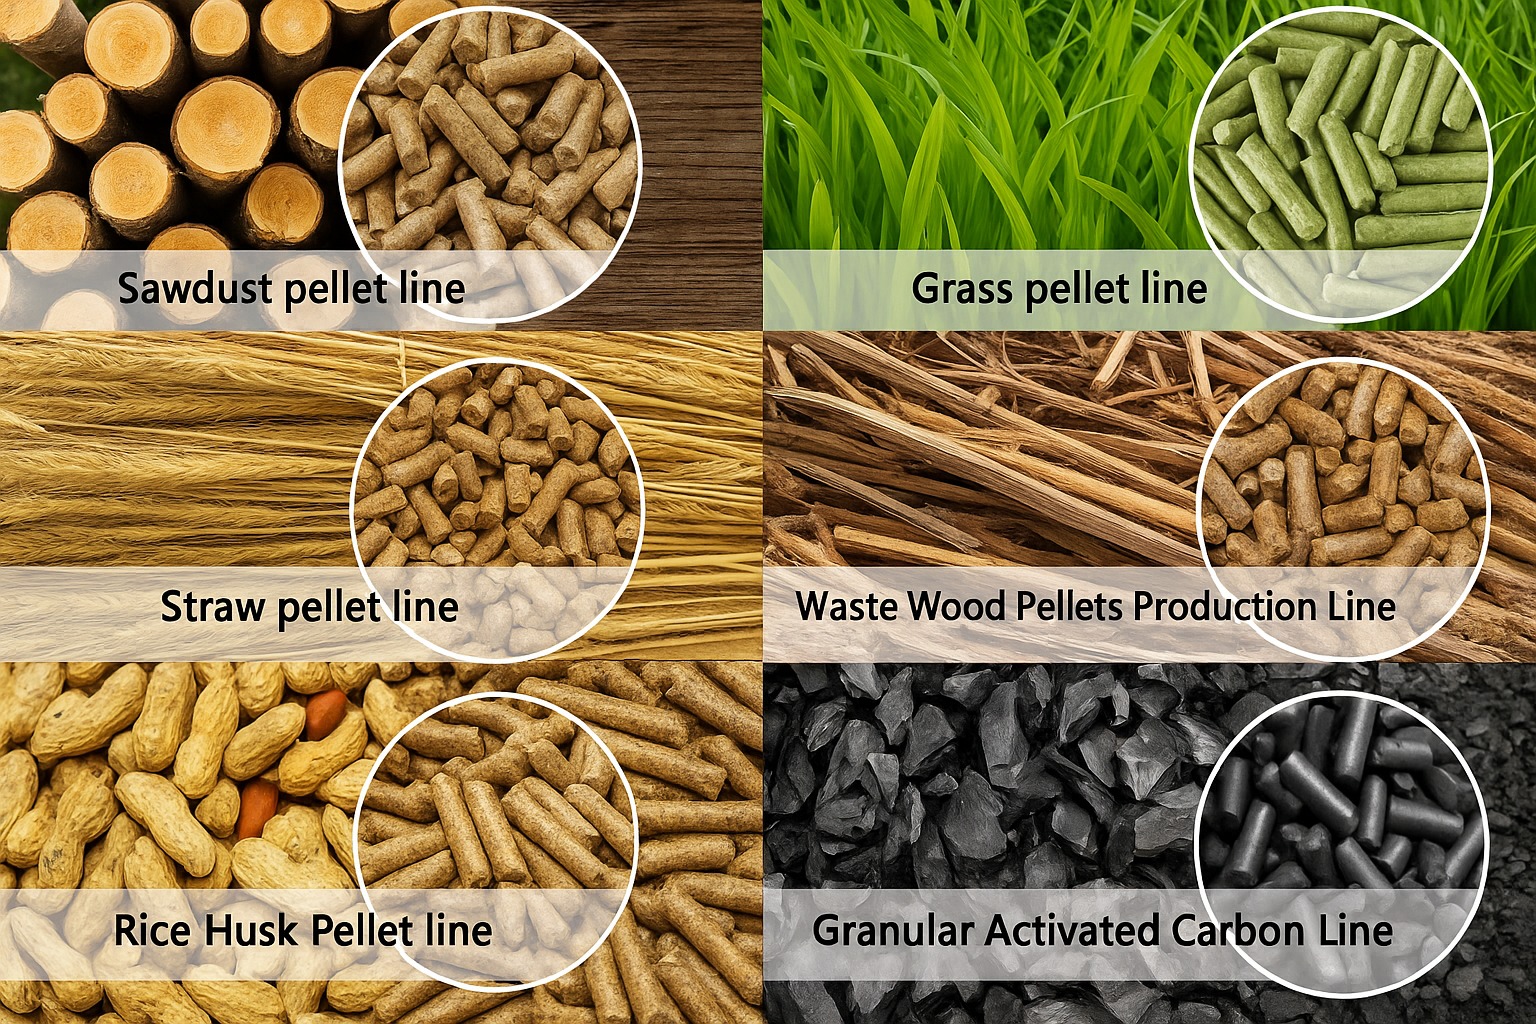 Sawdust pellet line
Grass pellet line
Straw pellet line
Waste Wood Pellets Production Line
Rice Husk Pellet line
Granular Activated Carbon Line